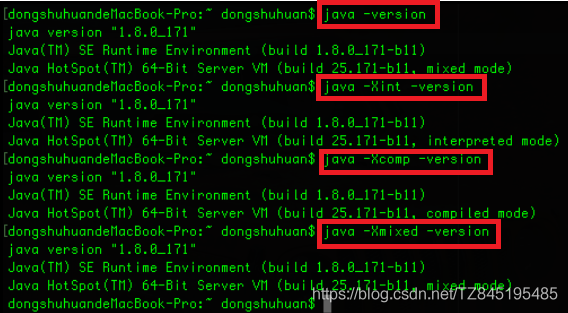 [dongshuhuandeMacBook-Pro:~ dongshuhuan$ java -version
java version "1.8.0_171"
Java(TM) SE Runtime Environment (build 1.8.0_171-b11)
Java HotSpot(TM) 64-Bit Server VM (build 25.171-b11, mixed mode)
[dongshuhuandeMacBook-Pro:~ dongshuhuan$ java -Xint -version
java version "1.8.0_171"
Java(TM) SE Runtime Environment (build 1.8.0_171-b11)
Java HotSpot(TM) 64-Bit Server VM (build 25.171-b11, interpreted mode)
[dongshuhuandeMacBook-Pro:~ dongshuhuan$ java -Xcomp -version
java version "1.8.0_171"
Java(TM) SE Runtime Environment (build 1.8.0_171-b11)
Java HotSpot(TM) 64-Bit Server VM (build 25.171-b11, compiled mode)
[dongshuhuandeMacBook-Pro:~ dongshuhuan$ java -Xmixed -version
java version "1.8.0_171"
Java(TM) SE Runtime Environment (build 1.8.0_171-b11)
Java HotSpot(TM) 64-Bit Server VM (build 25.171-b11, mixed mode)
dongshuhuandeMacBook-Pro:~ dongshuhuan$
https://blog.csdn.net/TZ845195485